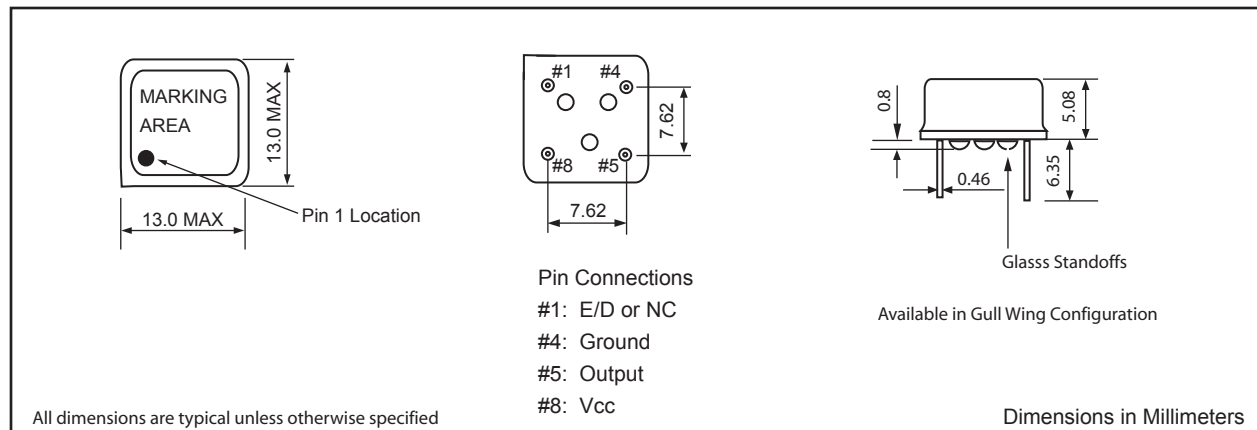 MARKING
AREA
13.0 MAX
13.0 MAX
Pin 1 Location
#1
#4
#8
#5
7.62
7.62
Pin Connections
#1: E/D or NC
#4: Ground
#5: Output
#8: Vcc
0.8
5.08
6.35
0.46
Glasss Standoffs
Available in Gull Wing Configuration
All dimensions are typical unless otherwise specified
Dimensions in Millimeters